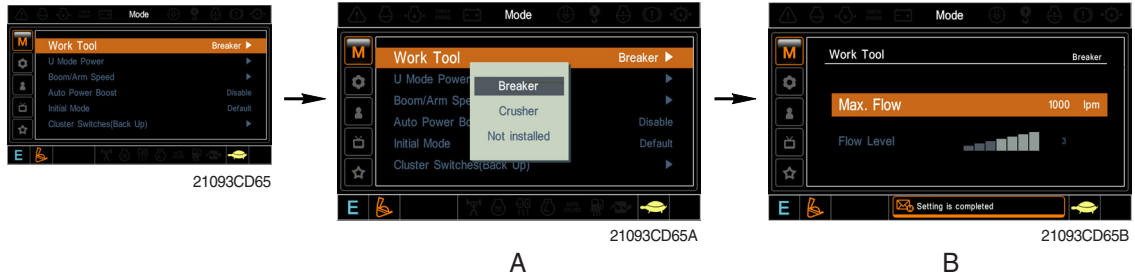 Mode
M
Work Tool Breaker ▶
U Mode Power ▶
Boom/Arm Speed ▶
Auto Power Boost Disable
Initial Mode Default
Cluster Switches(Back Up) ▶
E
21093CD65
Mode
M
Work Tool Breaker ▶
U Mode Power ▶
Boom/Arm Spe ▶
Auto Power Bo Disable
Initial Mode Default
Cluster Switches(Back Up) ▶
Breaker
Crusher
Not installed
E
21093CD65A
A
Mode
M
Work Tool Breaker
Max. Flow 1000 lpm
Flow Level 3
E
Setting is completed
21093CD65B
B